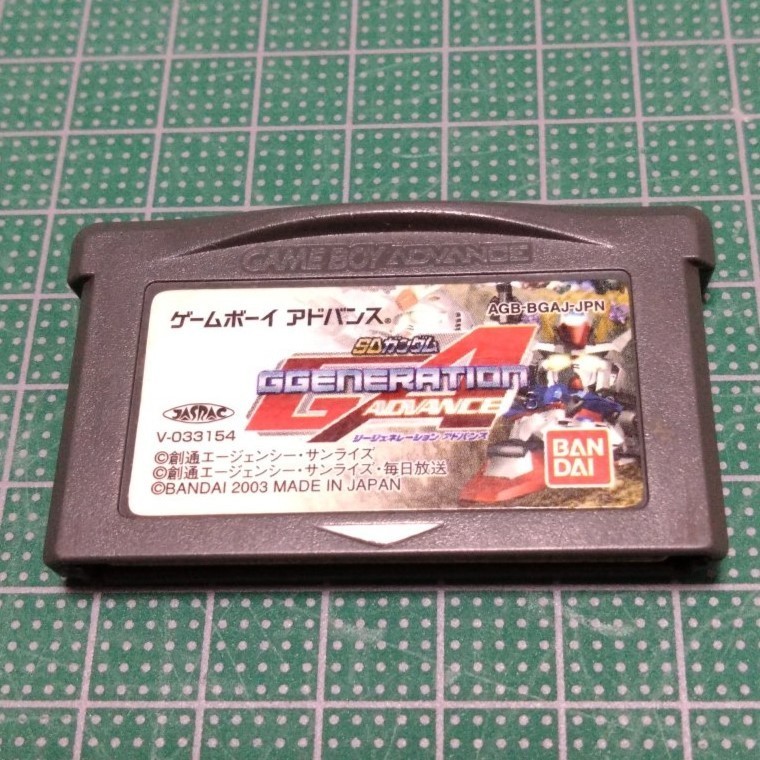 GAME BOY ADVANCE
ゲームボーイ アドバンス®
AGB-BGAJ-JPN
SDガンダム
GGENERATION
GA
ADVANCE
ジージェネレーション アドバンス
JASRAC
V-033154
©創通エージェンシー・サンライズ
©創通エージェンシー・サンライズ・毎日放送
©BANDAI 2003 MADE IN JAPAN
BAN
DAI